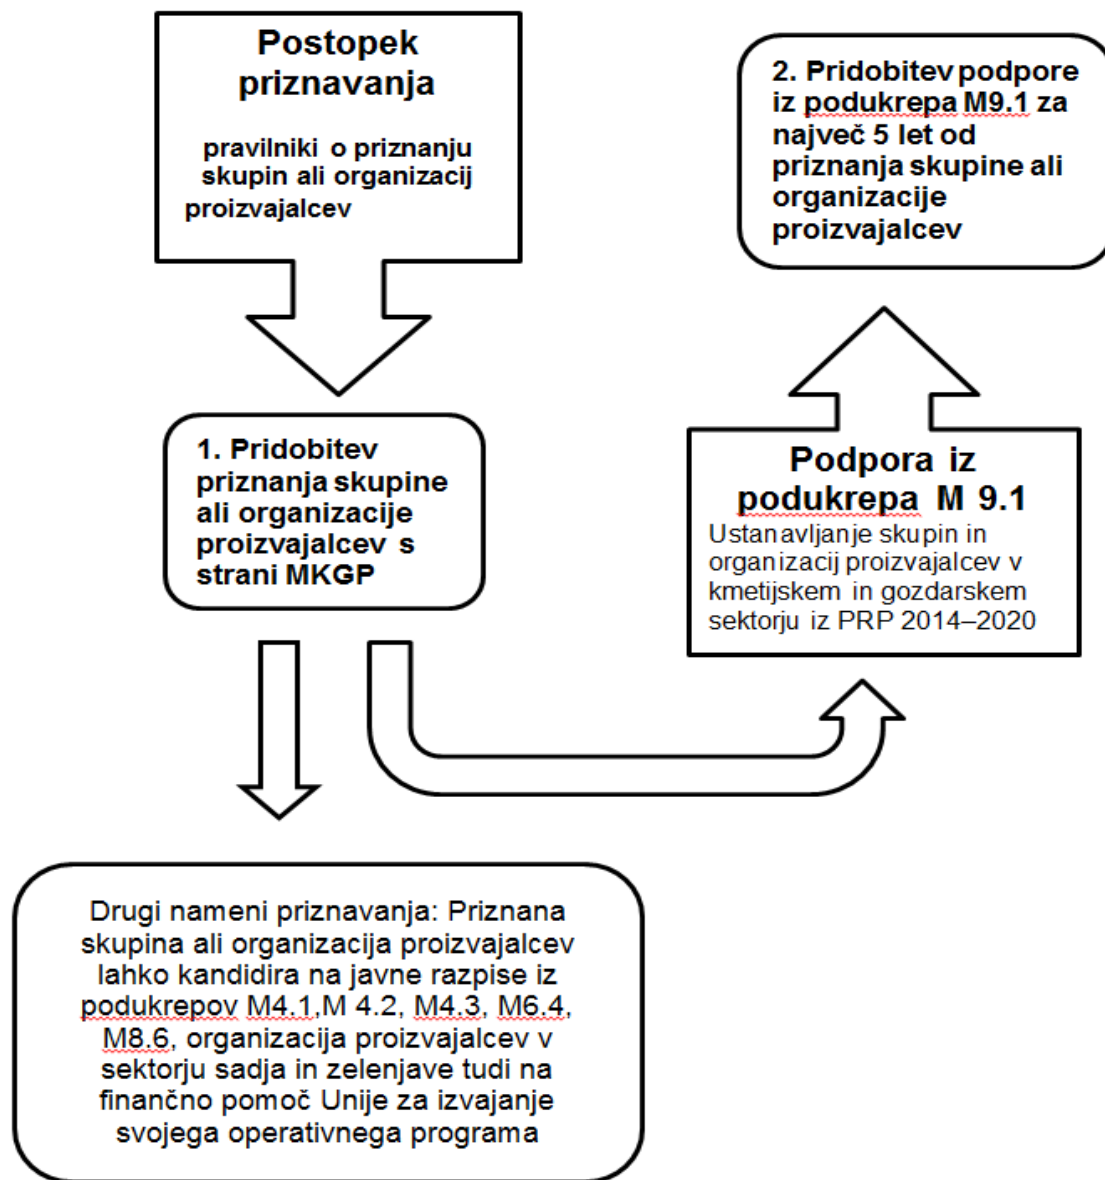 Postopek
priznavanja
pravilniki o priznanju
skupin ali organizacij
proizvajalcev
1. Pridobitev
priznanja skupine
ali organizacije
proizvajalcev s
strani MKGP
Drugi nameni priznavanja: Priznana
skupina ali organizacija proizvajalcev
lahko kandidira na javne razpise iz
podukrepov M4.1,M 4.2, M4.3, M6.4,
M8.6, organizacija proizvajalcev v
sektorju sadja in zelenjave tudi na
finančno pomoč Unije za izvajanje
svojega operativnega programa
Podpora iz
podukrepa M 9.1
Ustanavljanje skupin in
organizacij proizvajalcev v
kmetijskem in gozdarskem
sektorju iz PRP 2014–2020
2. Pridobitev podpore
iz podukrepa M9.1 za
največ 5 let od
priznanja skupine ali
organizacije
proizvajalcev